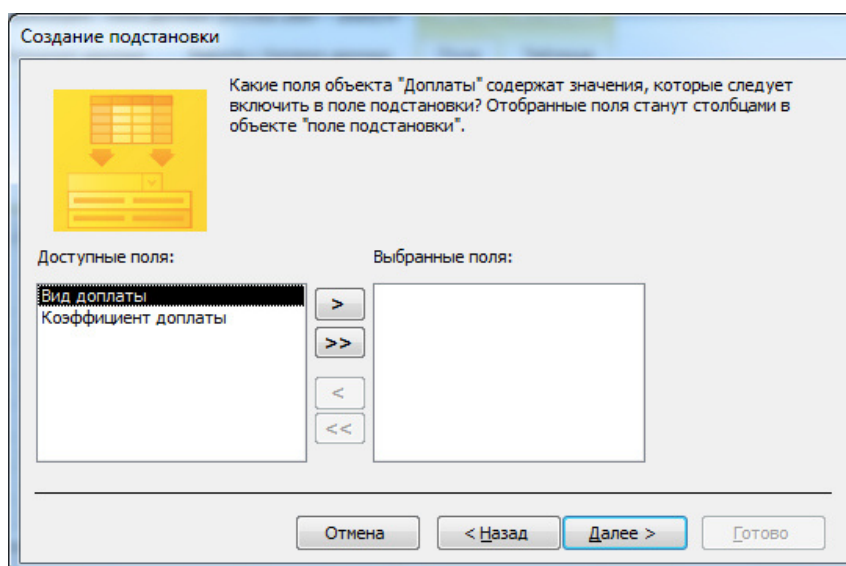 Создание подстановки
Какие поля объекта "Доплаты" содержат значения, которые следует
включить в поле подстановки? Отобранные поля станут столбцами в
объекте "поле подстановки".
Доступные поля:
Выбранные поля:
Вид доплаты
Коэффициент доплаты
>
>>
<
<<
Отмена
< Назад
Далее >
Готово